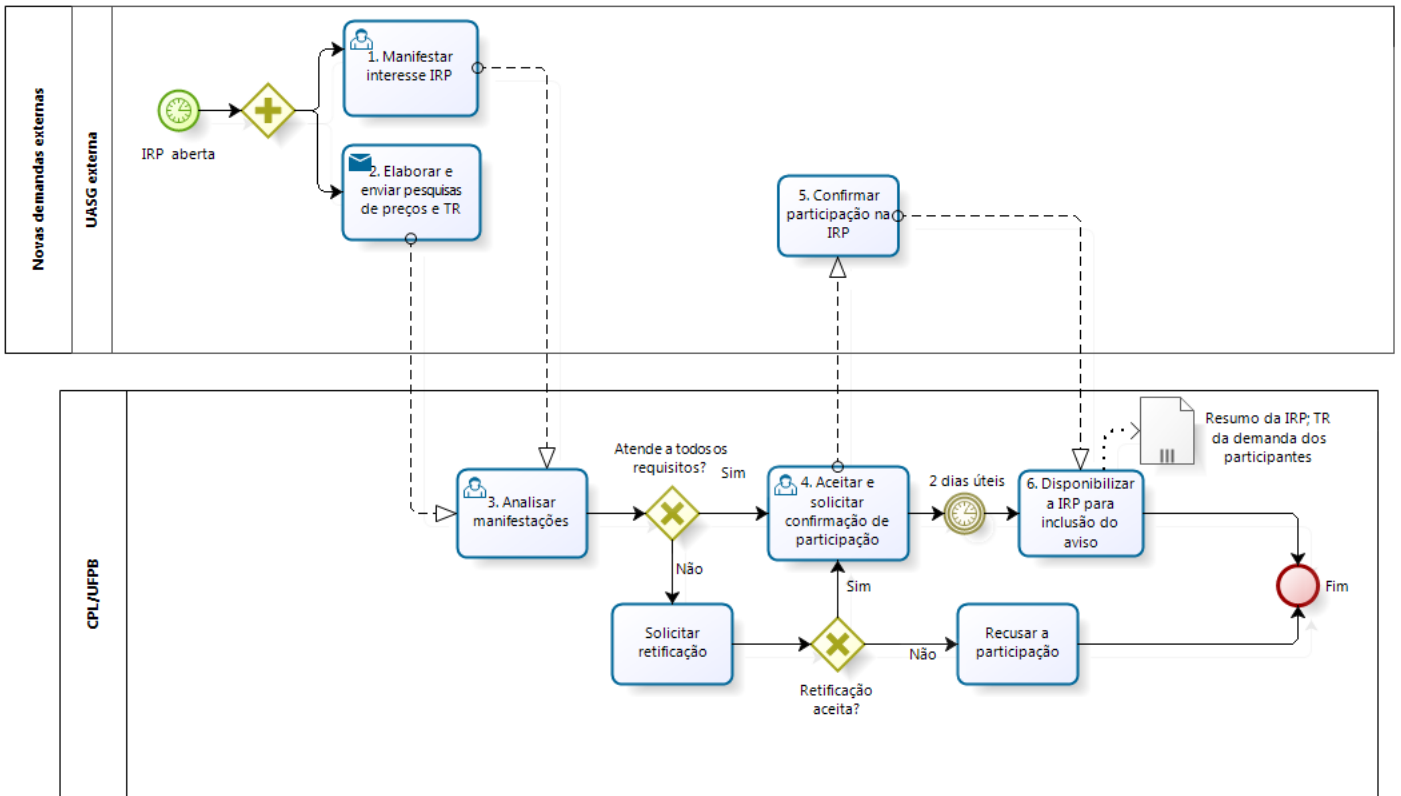 Novas demandas externas
UASG externa
IRP aberta
1. Manifestar
interesse IRP
2. Elaborar e
enviar pesquisas
de preços e TR
5. Confirmar
participação na
IRP
CPL/UFPB
3. Analisar
manifestações
Atende a todos os
requisitos?
Sim
Não
4. Aceitar e
solicitar
confirmação de
participação
2 dias úteis
6. Disponibilizar
a IRP para
inclusão do
aviso
Resumo da IRP; TR
da demanda dos
participantes
Solicitar
retificação
Sim
Retificação
aceita?
Não
Recusar a
participação
Fim